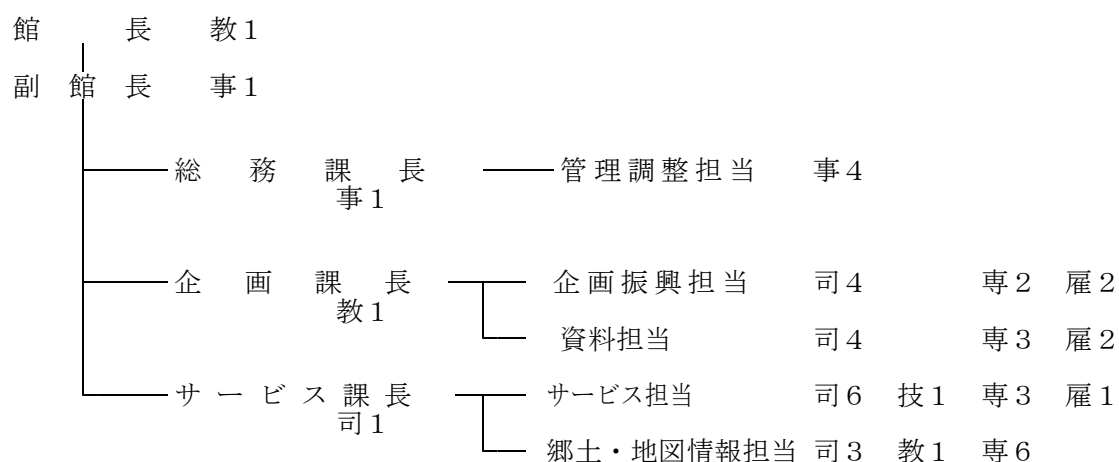 館長 教1
副館長 事1
総務課長 管理調整担当 事4
事1
企画課長 企画振興担当 司4 専2 雇2
教1
資料担当 司4 専3 雇2
サービス課長 サービス担当 司6 技1 専3 雇1
司1
郷土・地図情報担当 司3 教1 専6